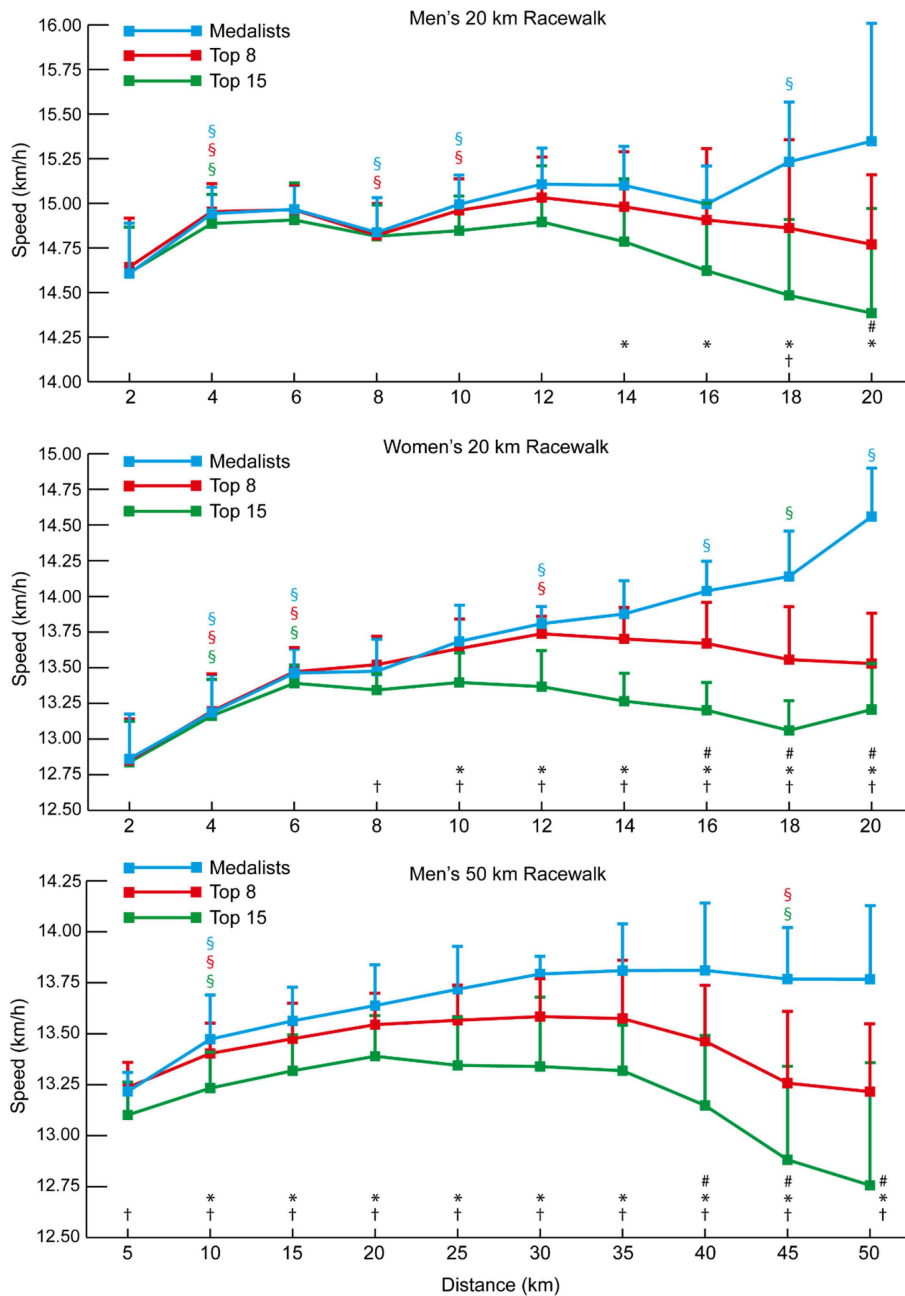 Men's 20 km Racewalk
16.00
Medalists
15.75
Top 8
Top 15
15.50
§
§
§
§
§
§
§
§
§
15.25
15.00
14.75
14.50
14.25
14.00
Speed (km/h)
#
* * * *
†
2 4 6 8 10 12 14 16 18 20
Women's 20 km Racewalk
15.00
Medalists
14.75
Top 8
Top 15
14.50
14.25
14.00
13.75
13.50
13.25
13.00
12.75
12.50
Speed (km/h)
§
§
§ §
§ § §
§ § §
§ §
# # #
* * * * * *
† † † † † † †
2 4 6 8 10 12 14 16 18 20
Men's 50 km Racewalk
14.25
Medalists
Top 8
14.00
Top 15
13.75
13.50
13.25
13.00
12.75
12.50
Speed (km/h)
§
§
§
§
§
# # #
* * * * * * * * *
† † † † † † † † † †
5 10 15 20 25 30 35 40 45 50
Distance (km)